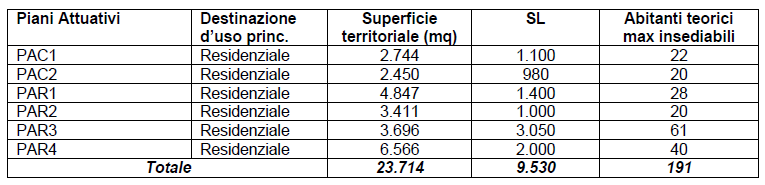 Piani Attuativi Destinazione d'uso princ. Superficie territoriale (mq) SL Abitanti teorici max insediabili
PAC1 Residenziale 2.744 1.100 22
PAC2 Residenziale 2.450 980 20
PAR1 Residenziale 4.847 1.400 28
PAR2 Residenziale 3.411 1.000 20
PAR3 Residenziale 3.696 3.050 61
PAR4 Residenziale 6.566 2.000 40
Totale 23.714 9.530 191